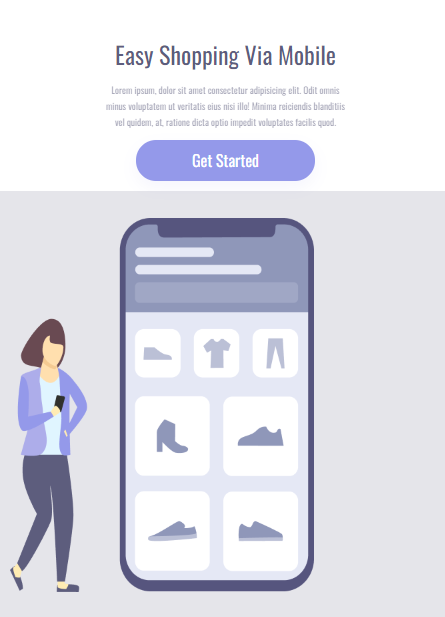 Easy Shopping Via Mobile
Lorem ipsum, dolor sit amet consectetur adipisicing elit. Odit omnis
minus voluptatem ut veritatis eius nisi illo! Minima reiciendis blanditiis
vel quidem, at, ratione dicta optio impedit voluptates facilis quod.
Get Started